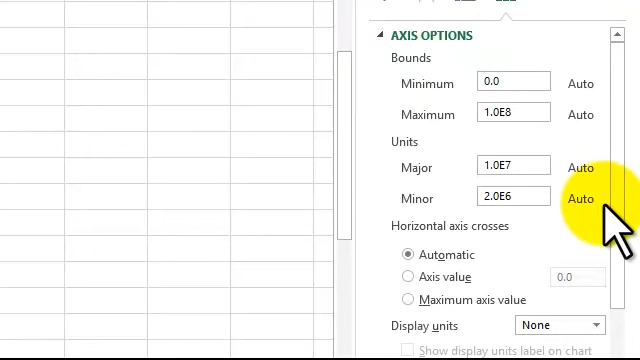 AXIS OPTIONS
Bounds
Minimum 0.0 Auto
Maximum 1.0E8 Auto
Units
Major 1.0E7 Auto
Minor 2.0E6 Auto
Horizontal axis crosses
Automatic
Axis value 0.0
Maximum axis value
Display units None
Show display units label on chart